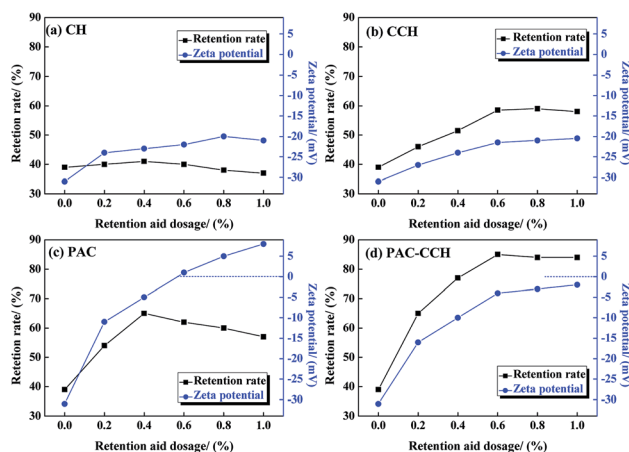 (a) CH
Retention rate
Zeta potential
90
80
70
60
50
40
30
5
0
-5
-10
-15
-20
-25
-30
0.0 0.2 0.4 0.6 0.8 1.0
Retention rate/ (%)
Zeta potential/ (mV)
Retention aid dosage/ (%)
(b) CCH
Retention rate
Zeta potential
90
80
70
60
50
40
30
5
0
-5
-10
-15
-20
-25
-30
0.0 0.2 0.4 0.6 0.8 1.0
Retention rate/ (%)
Zeta potential/ (mV)
Retention aid dosage/ (%)
(c) PAC
Retention rate
Zeta potential
90
80
70
60
50
40
30
5
0
-5
-10
-15
-20
-25
-30
0.0 0.2 0.4 0.6 0.8 1.0
Retention rate/ (%)
Zeta potential/ (mV)
Retention aid dosage/ (%)
(d) PAC-CCH
Retention rate
Zeta potential
90
80
70
60
50
40
30
5
0
-5
-10
-15
-20
-25
-30
0.0 0.2 0.4 0.6 0.8 1.0
Retention rate/ (%)
Zeta potential/ (mV)
Retention aid dosage/ (%)